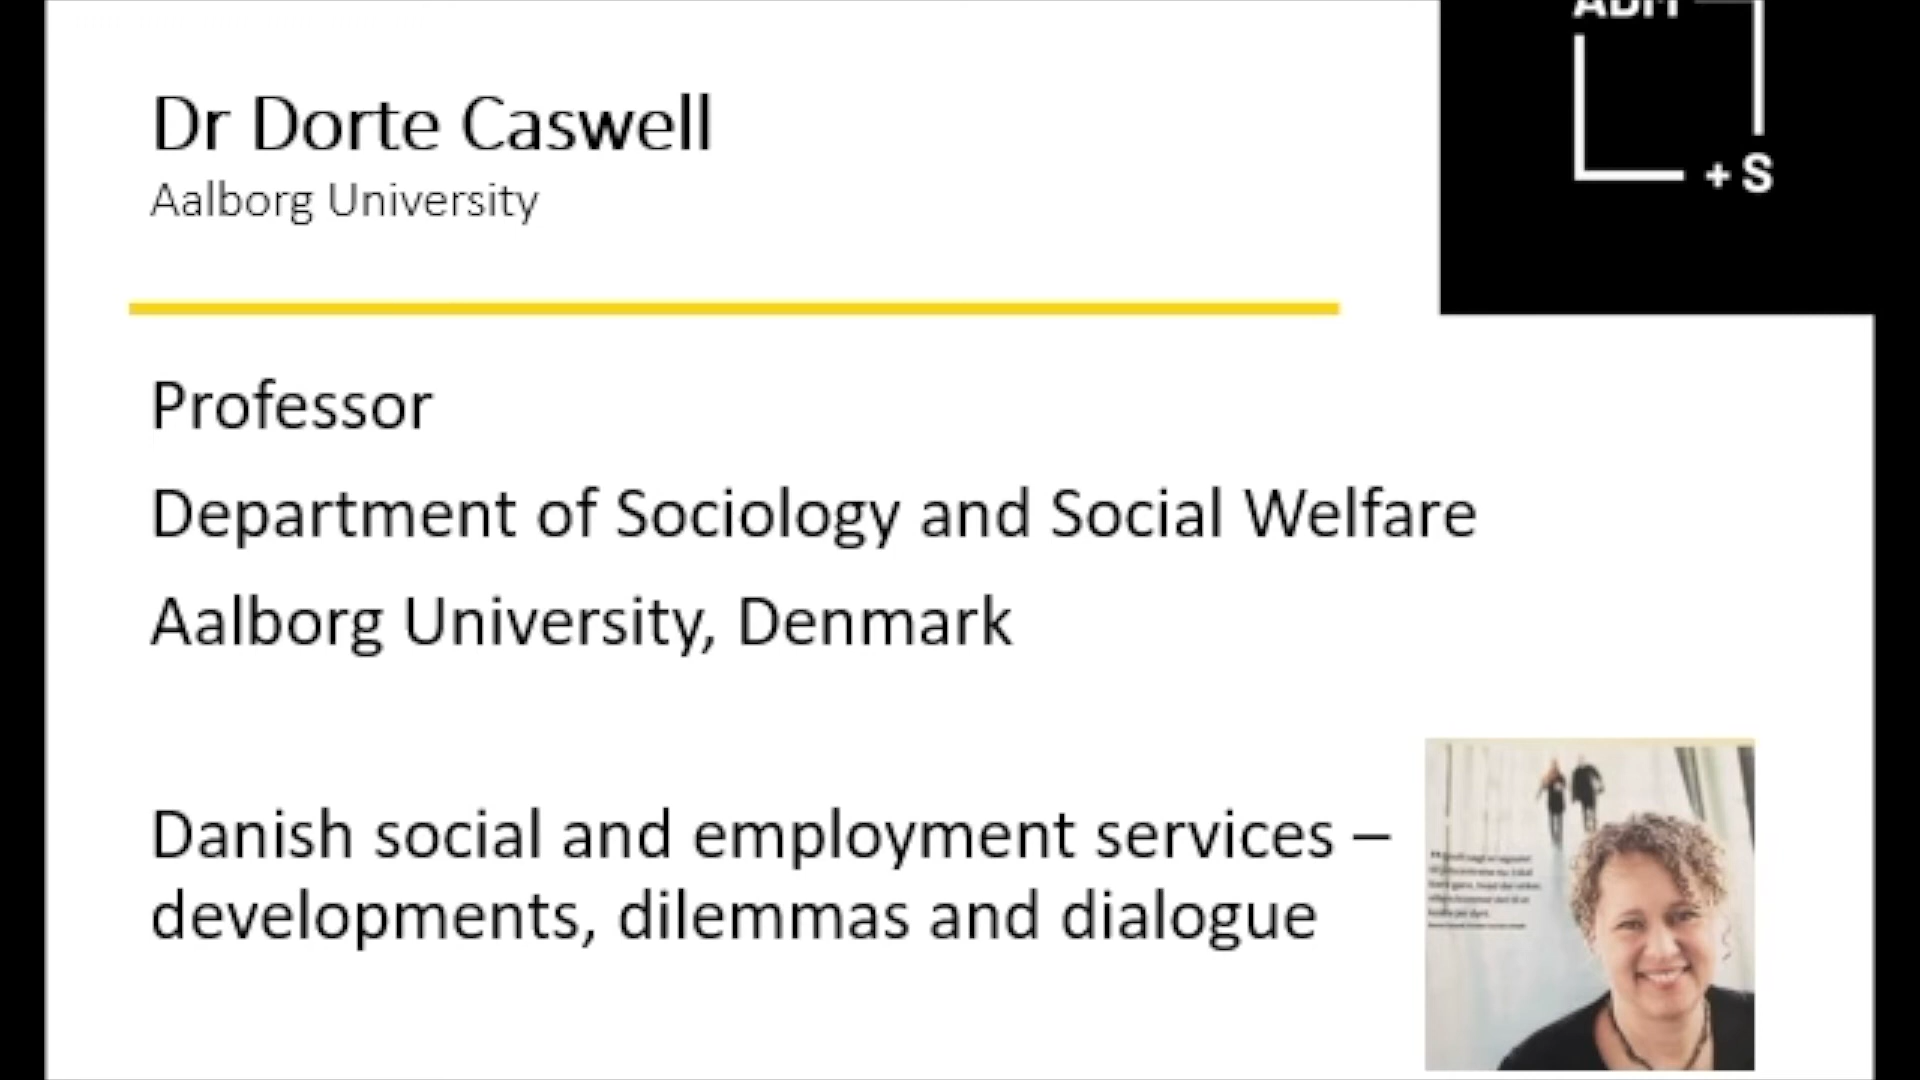 Dr Dorte Caswell
Aalborg University
ADM
+ S
Professor
Department of Sociology and Social Welfare
Aalborg University, Denmark
Danish social and employment services –
developments, dilemmas and dialogue